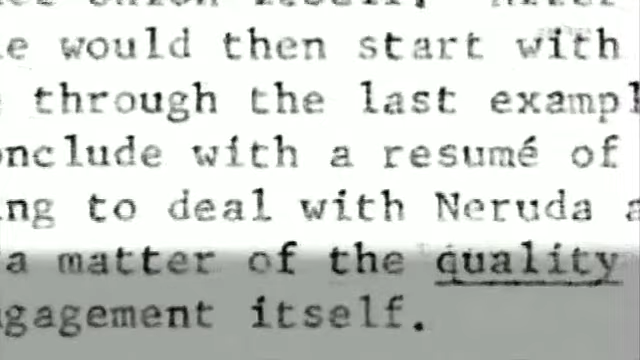 e would then start with
through the last exampl
onclude with a resumé of
ng to deal with Neruda a
a matter of the quality
gagement itself.